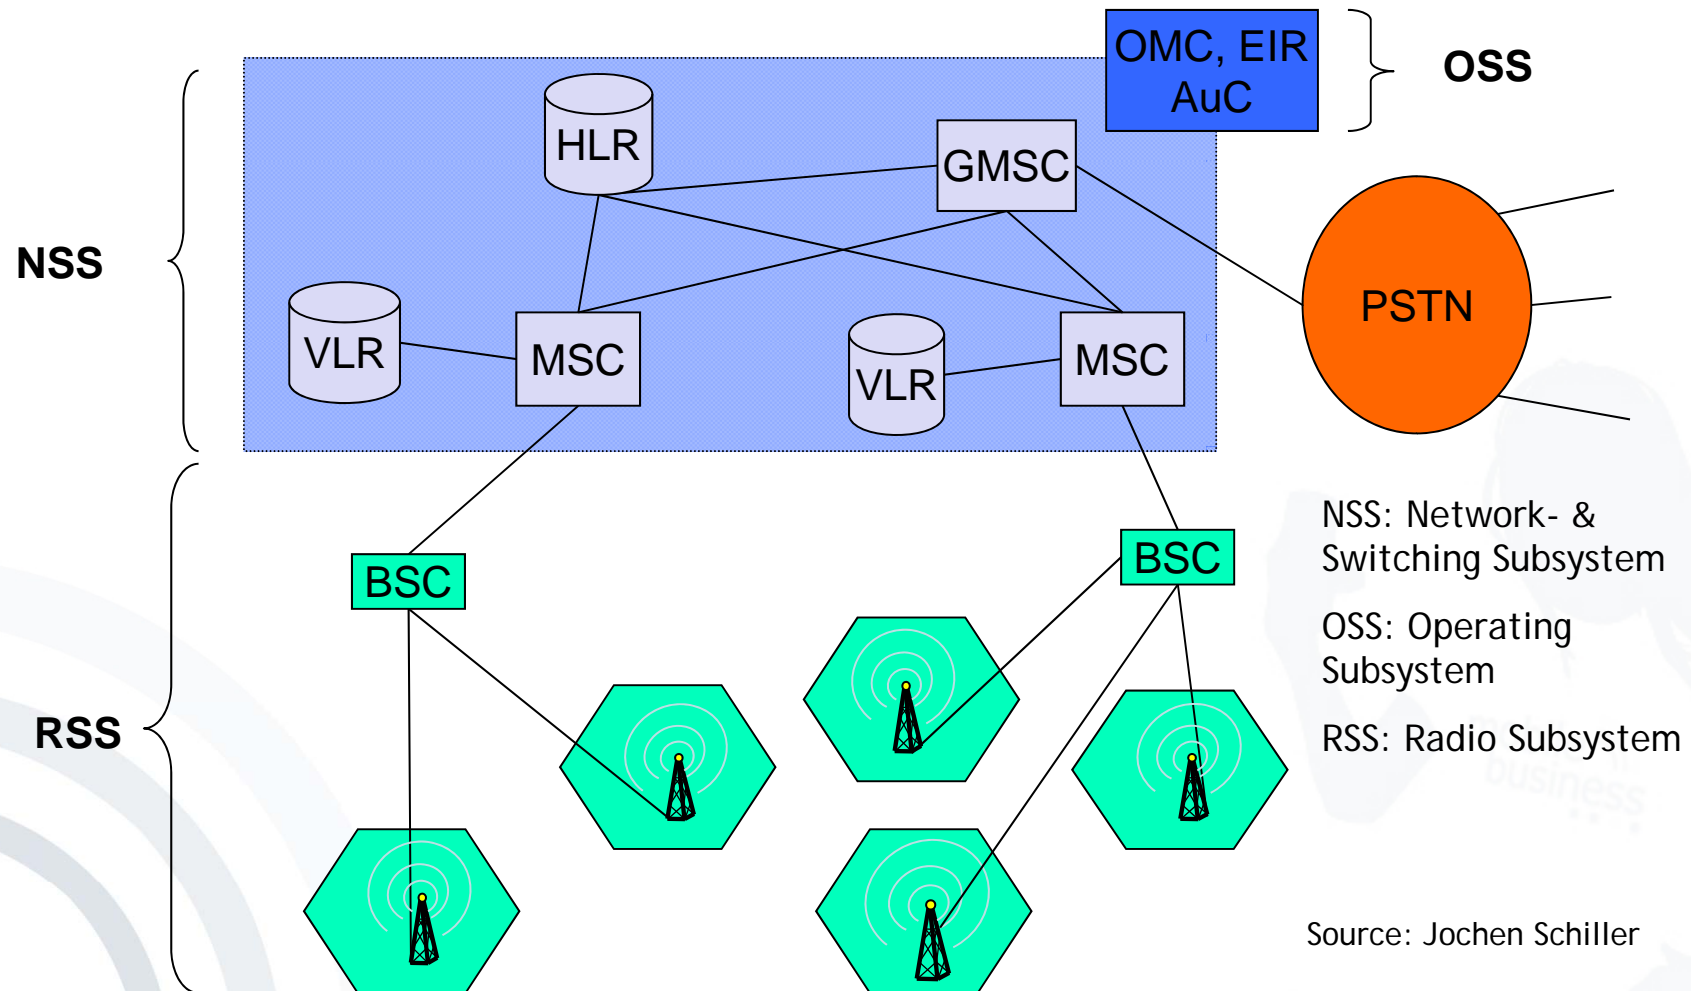 OMC, EIR
AuC
OSS
HLR
GMSC
NSS
PSTN
VLR
MSC
VLR
MSC
BSC
BSC
NSS: Network- &
Switching Subsystem
OSS: Operating
Subsystem
RSS
RSS: Radio Subsystem
business
Source: Jochen Schiller